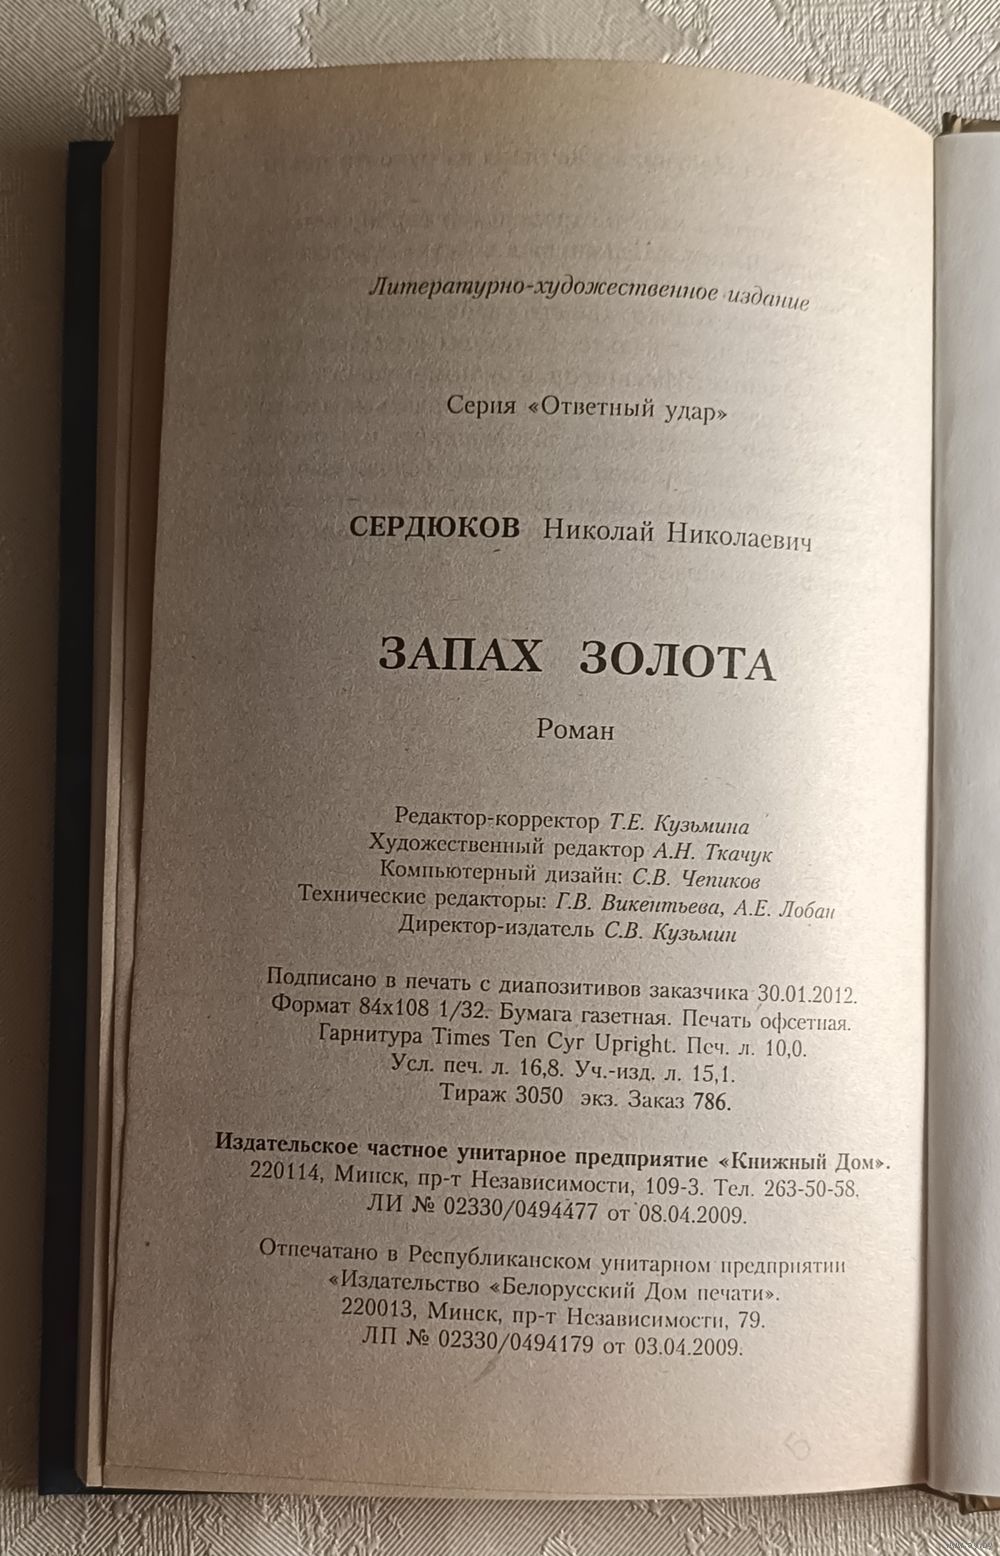 Литературно-художественное издание
Серия «Ответный удар»
СЕРДЮКОВ Николай Николаевич
ЗАПАХ ЗОЛОТА
Роман
Редактор-корректор Т.Е. Кузьмина
Художественный редактор А.Н. Ткачук
Компьютерный дизайн: С.В. Чепиков
Технические редакторы: Г.В. Викентьева, А.Е. Лобан
Директор-издатель С.В. Кузьмин
Подписано в печать с диапозитивов заказчика 30.01.2012.
Формат 84х108 1/32. Бумага газетная. Печать офсетная.
Гарнитура Times Ten Cyr Upright. Печ. л. 10,0.
Усл. печ. л. 16,8. Уч.-изд. л. 15,1.
Тираж 3050 экз. Заказ 786.
Издательское частное унитарное предприятие «Книжный Дом».
220114, Минск, пр-т Независимости, 109-3. Тел. 263-50-58.
ЛИ № 02330/0494477 от 08.04.2009.
Отпечатано в Республиканском унитарном предприятии
«Издательство «Белорусский Дом печати».
220013, Минск, пр-т Независимости, 79.
ЛП № 02330/0494179 от 03.04.2009.